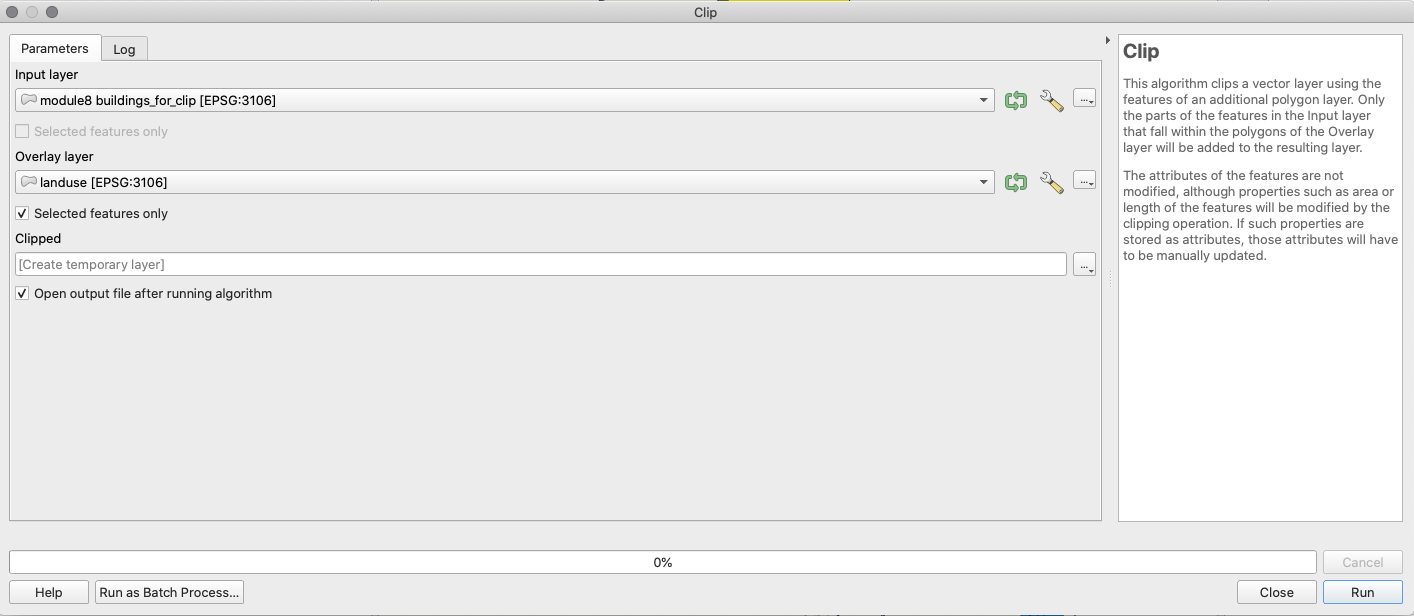 Clip
Parameters
Log
Input layer
module8 buildings_for_clip [EPSG:3106]
...
Selected features only
Overlay layer
landuse [EPSG:3106]
...
Selected features only
Clipped
[Create temporary layer]
...
Open output file after running algorithm
Clip
This algorithm clips a vector layer using the
features of an additional polygon layer. Only
the parts of the features in the Input layer
that fall within the polygons of the Overlay
layer will be added to the resulting layer.
The attributes of the features are not
modified, although properties such as area or
length of the features will be modified by the
clipping operation. If such properties are
stored as attributes, those attributes will have
to be manually updated.
0%
Cancel
Help
Run as Batch Process...
Close
Run